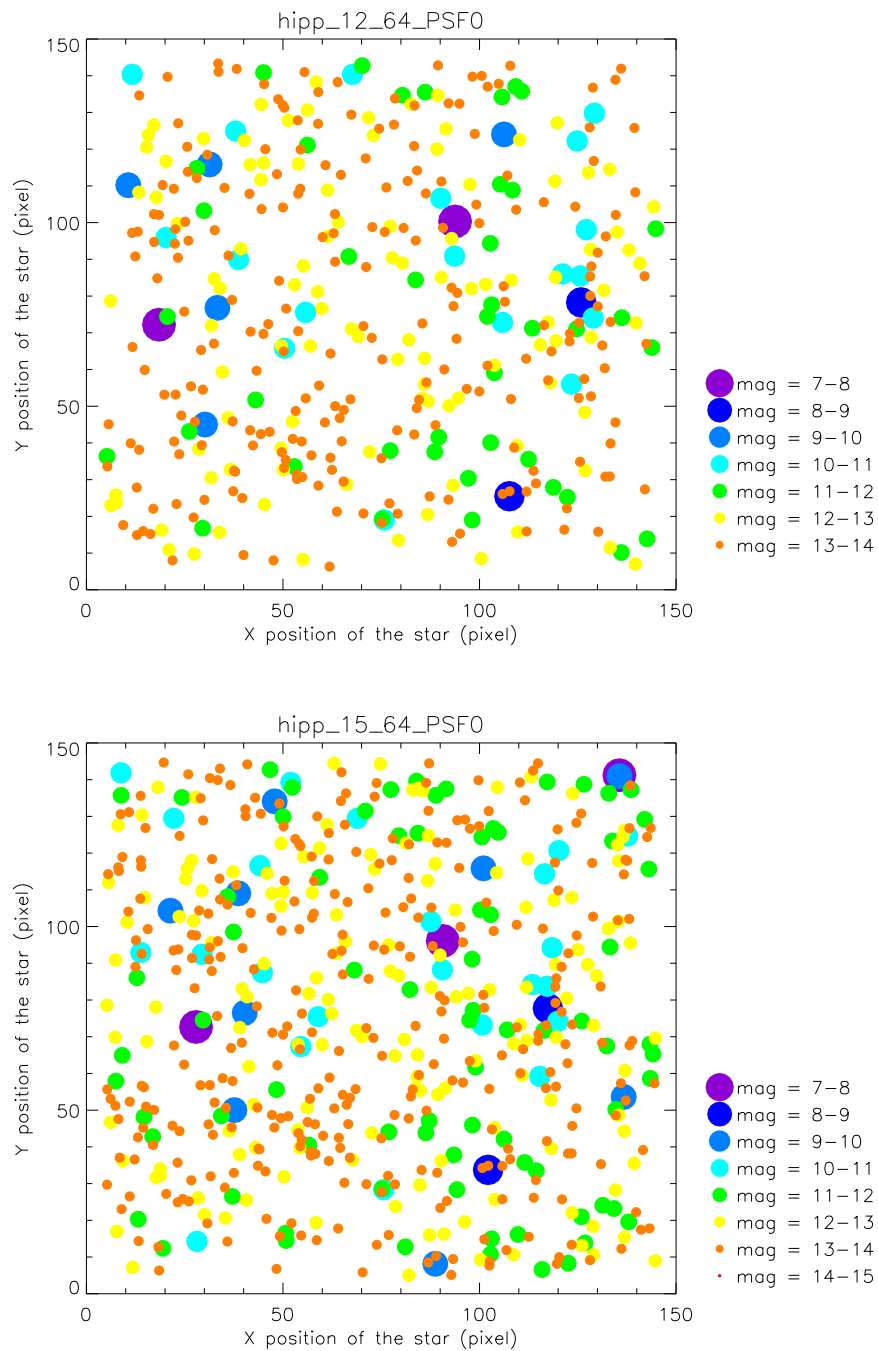 hipp_12_64_PSF0
150
100
50
0
Y position of the star (pixel)
0 50 100 150
X position of the star (pixel)
mag = 7-8
mag = 8-9
mag = 9-10
mag = 10-11
mag = 11-12
mag = 12-13
mag = 13-14
hipp_15_64_PSF0
150
100
50
0
Y position of the star (pixel)
0 50 100 150
X position of the star (pixel)
mag = 7-8
mag = 8-9
mag = 9-10
mag = 10-11
mag = 11-12
mag = 12-13
mag = 13-14
mag = 14-15